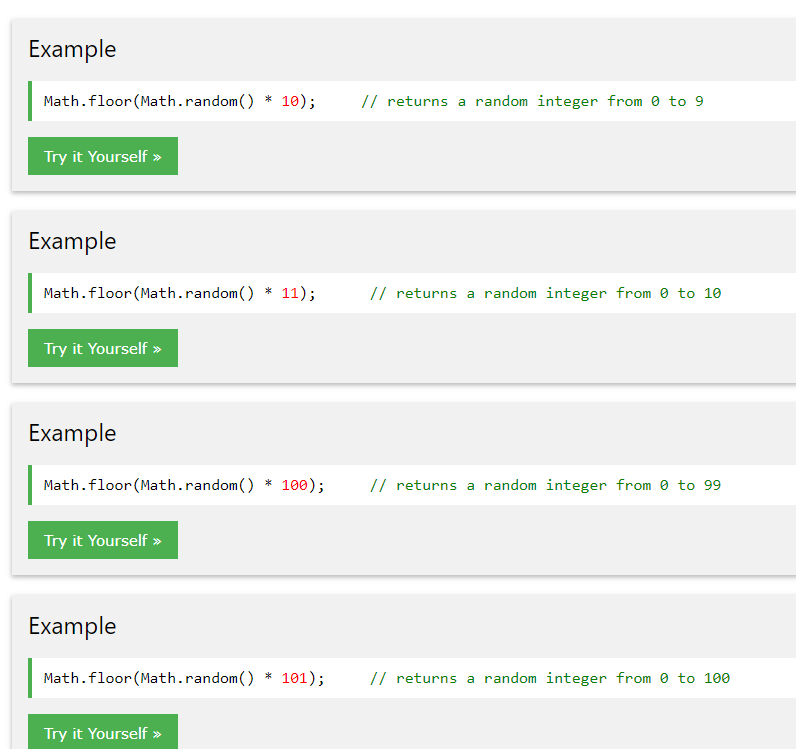 Example
Math.floor(Math.random() * 10);     // returns a random integer from 0 to 9
Try it Yourself »
Example
Math.floor(Math.random() * 11);      // returns a random integer from 0 to 10
Try it Yourself »
Example
Math.floor(Math.random() * 100);     // returns a random integer from 0 to 99
Try it Yourself »
Example
Math.floor(Math.random() * 101);     // returns a random integer from 0 to 100
Try it Yourself »